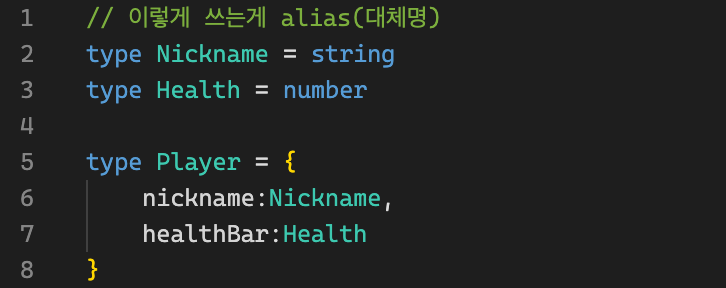 1 // 이렇게 쓰는게 alias(대체명)
2 type Nickname = string
3 type Health = number
4
5 type Player = {
6 nickname:Nickname,
7 healthBar:Health
8 }